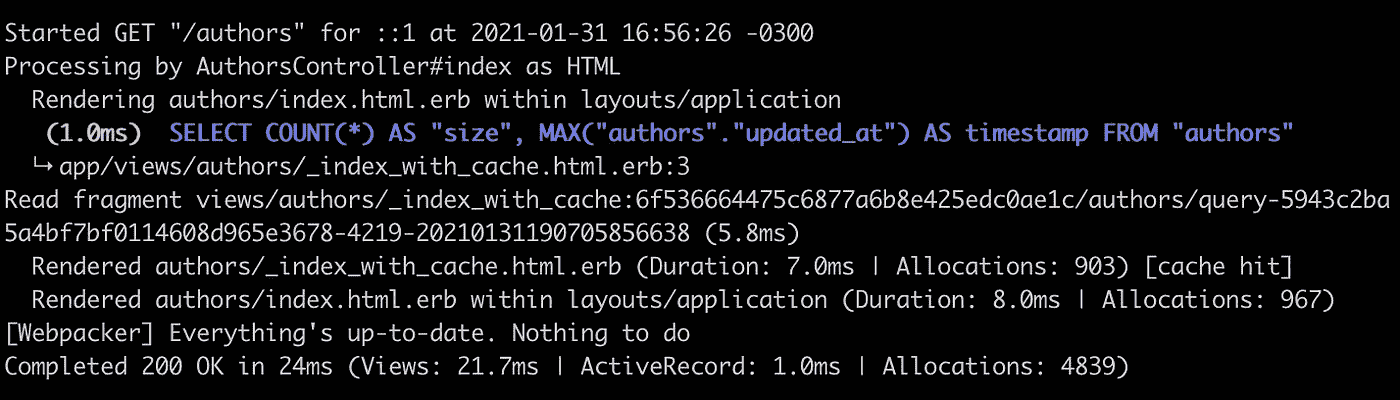 Started GET "/authors" for ::1 at 2021-01-31 16:56:26 -0300
Processing by AuthorsController#index as HTML
  Rendering authors/index.html.erb within layouts/application
   (1.0ms)  SELECT COUNT(*) AS "size", MAX("authors"."updated_at") AS timestamp FROM "authors"
  ↳ app/views/authors/_index_with_cache.html.erb:3
Read fragment views/authors/_index_with_cache:6f536664475c6877a6b8e425edc0ae1c/authors/query-5943c2ba
5a4bf7bf0114608d965e3678-4219-20210131190705856638 (5.8ms)
  Rendered authors/_index_with_cache.html.erb (Duration: 7.0ms | Allocations: 903) [cache hit]
  Rendered authors/index.html.erb within layouts/application (Duration: 8.0ms | Allocations: 967)
[Webpacker] Everything's up-to-date. Nothing to do
Completed 200 OK in 24ms (Views: 21.7ms | ActiveRecord: 1.0ms | Allocations: 4839)